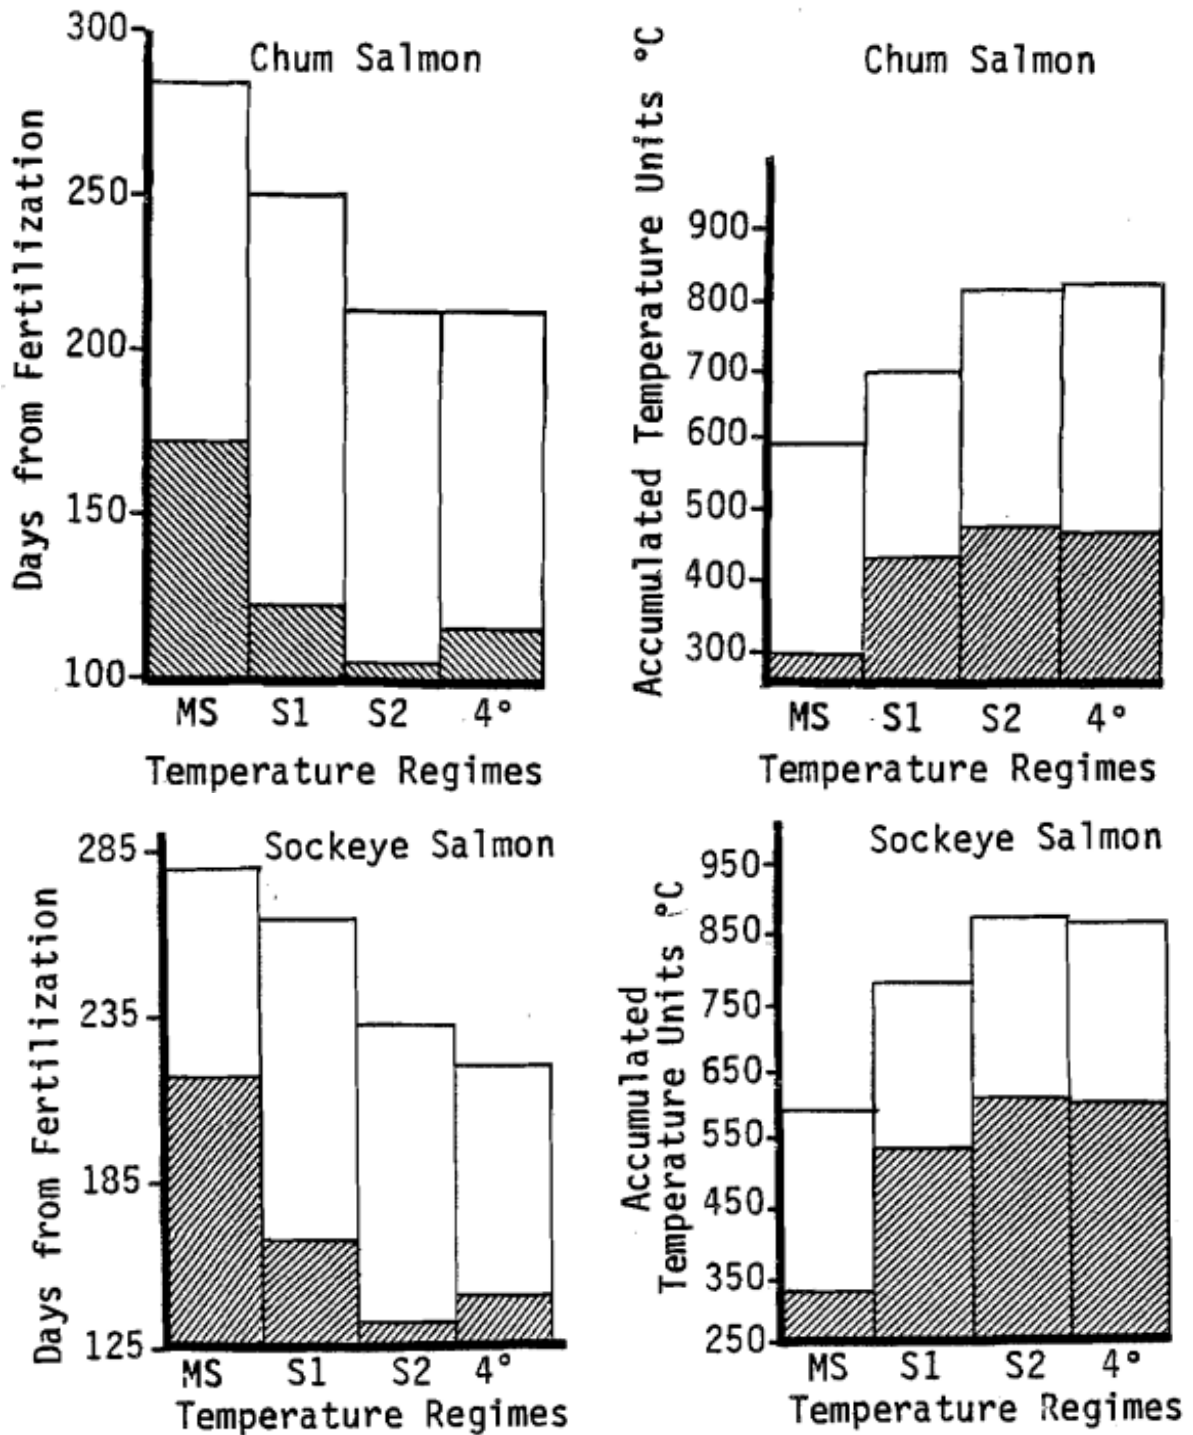 Chum Salmon
Days from Fertilization
300
250
200
150
100
MS S1 S2 4°
Temperature Regimes
Chum Salmon
Accumulated Temperature Units °C
900
800
700
600
500
400
300
MS S1 S2 4°
Temperature Regimes
Sockeye Salmon
Days from Fertilization
285
235
185
125
MS S1 S2 4°
Temperature Regimes
Sockeye Salmon
Accumulated
Temperature Units °C
950
850
750
650
550
450
350
250
MS S1 S2 4°
Temperature Regimes